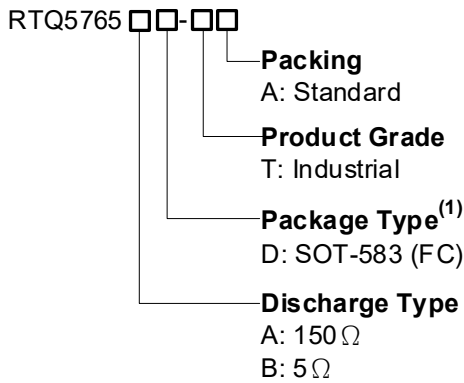 RTQ5765 □□-□□
Packing
A: Standard
Product Grade
T: Industrial
Package Type(1)
D: SOT-583 (FC)
Discharge Type
A: 150Ω
B: 5Ω